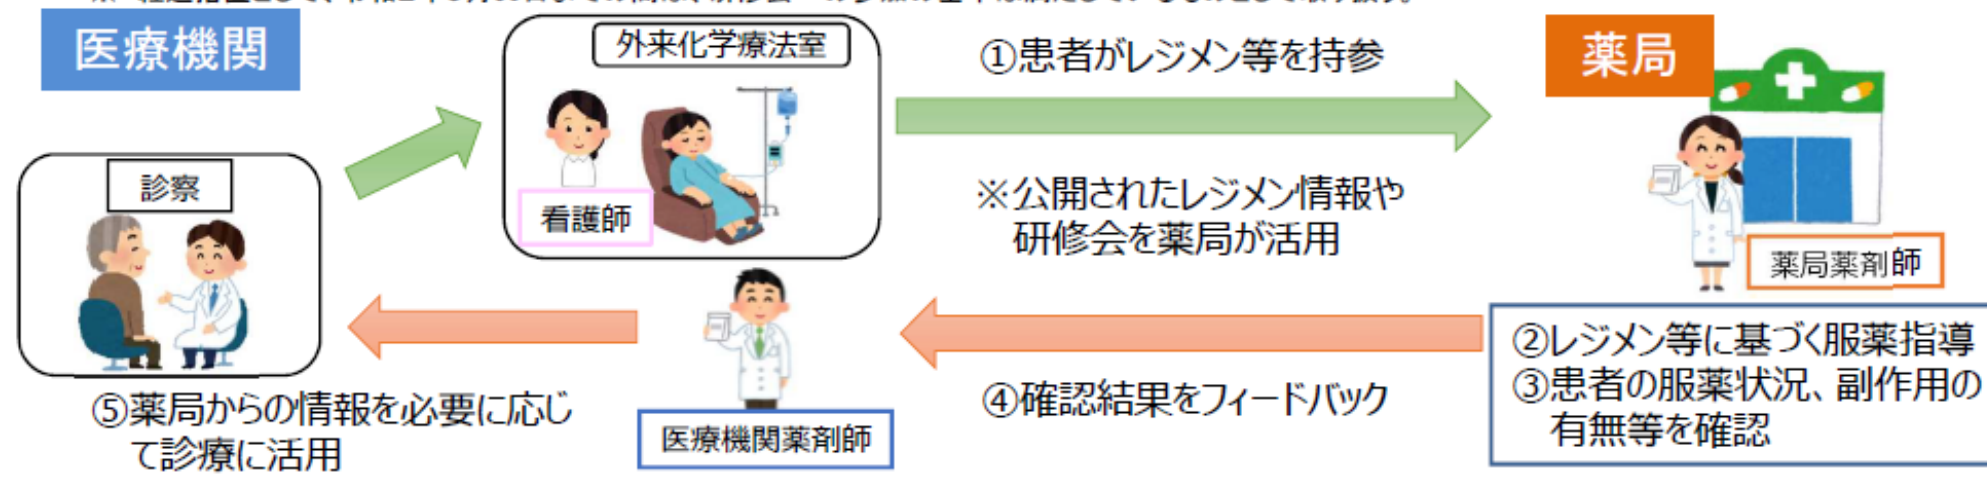 医療機関
外来化学療法室
①患者がレジメン等を持参
薬局
診察
看護師
※公開されたレジメン情報や
研修会を薬局が活用
薬局薬剤師
②レジメン等に基づく服薬指導
③患者の服薬状況、副作用の
有無等を確認
④確認結果をフィードバック
⑤薬局からの情報を必要に応じ
て診療に活用
医療機関薬剤師